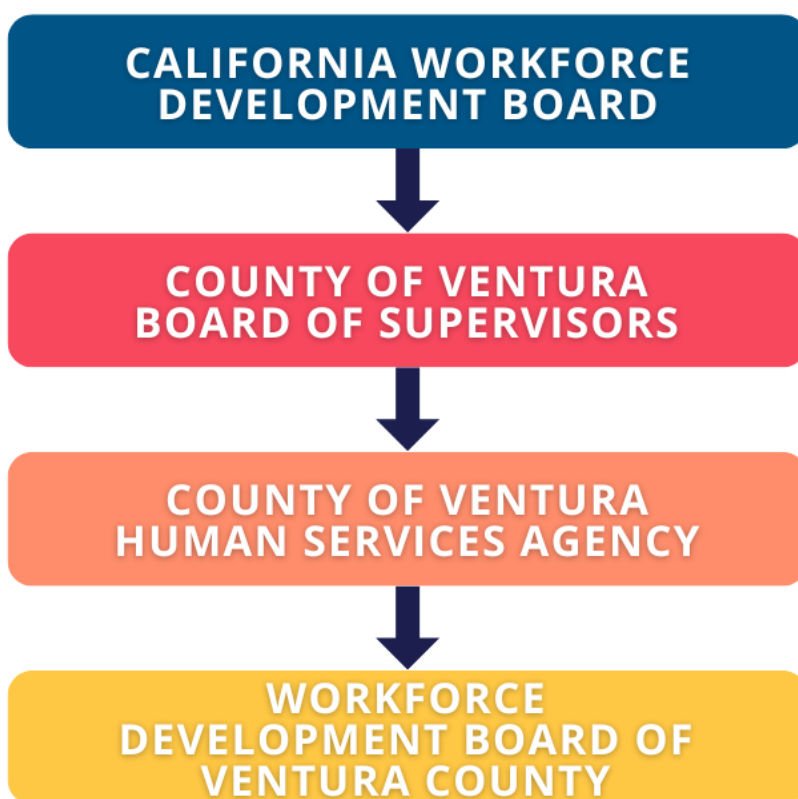 CALIFORNIA WORKFORCE
DEVELOPMENT BOARD
COUNTY OF VENTURA
BOARD OF SUPERVISORS
COUNTY OF VENTURA
HUMAN SERVICES AGENCY
WORKFORCE
DEVELOPMENT BOARD OF
VENTURA COUNTY